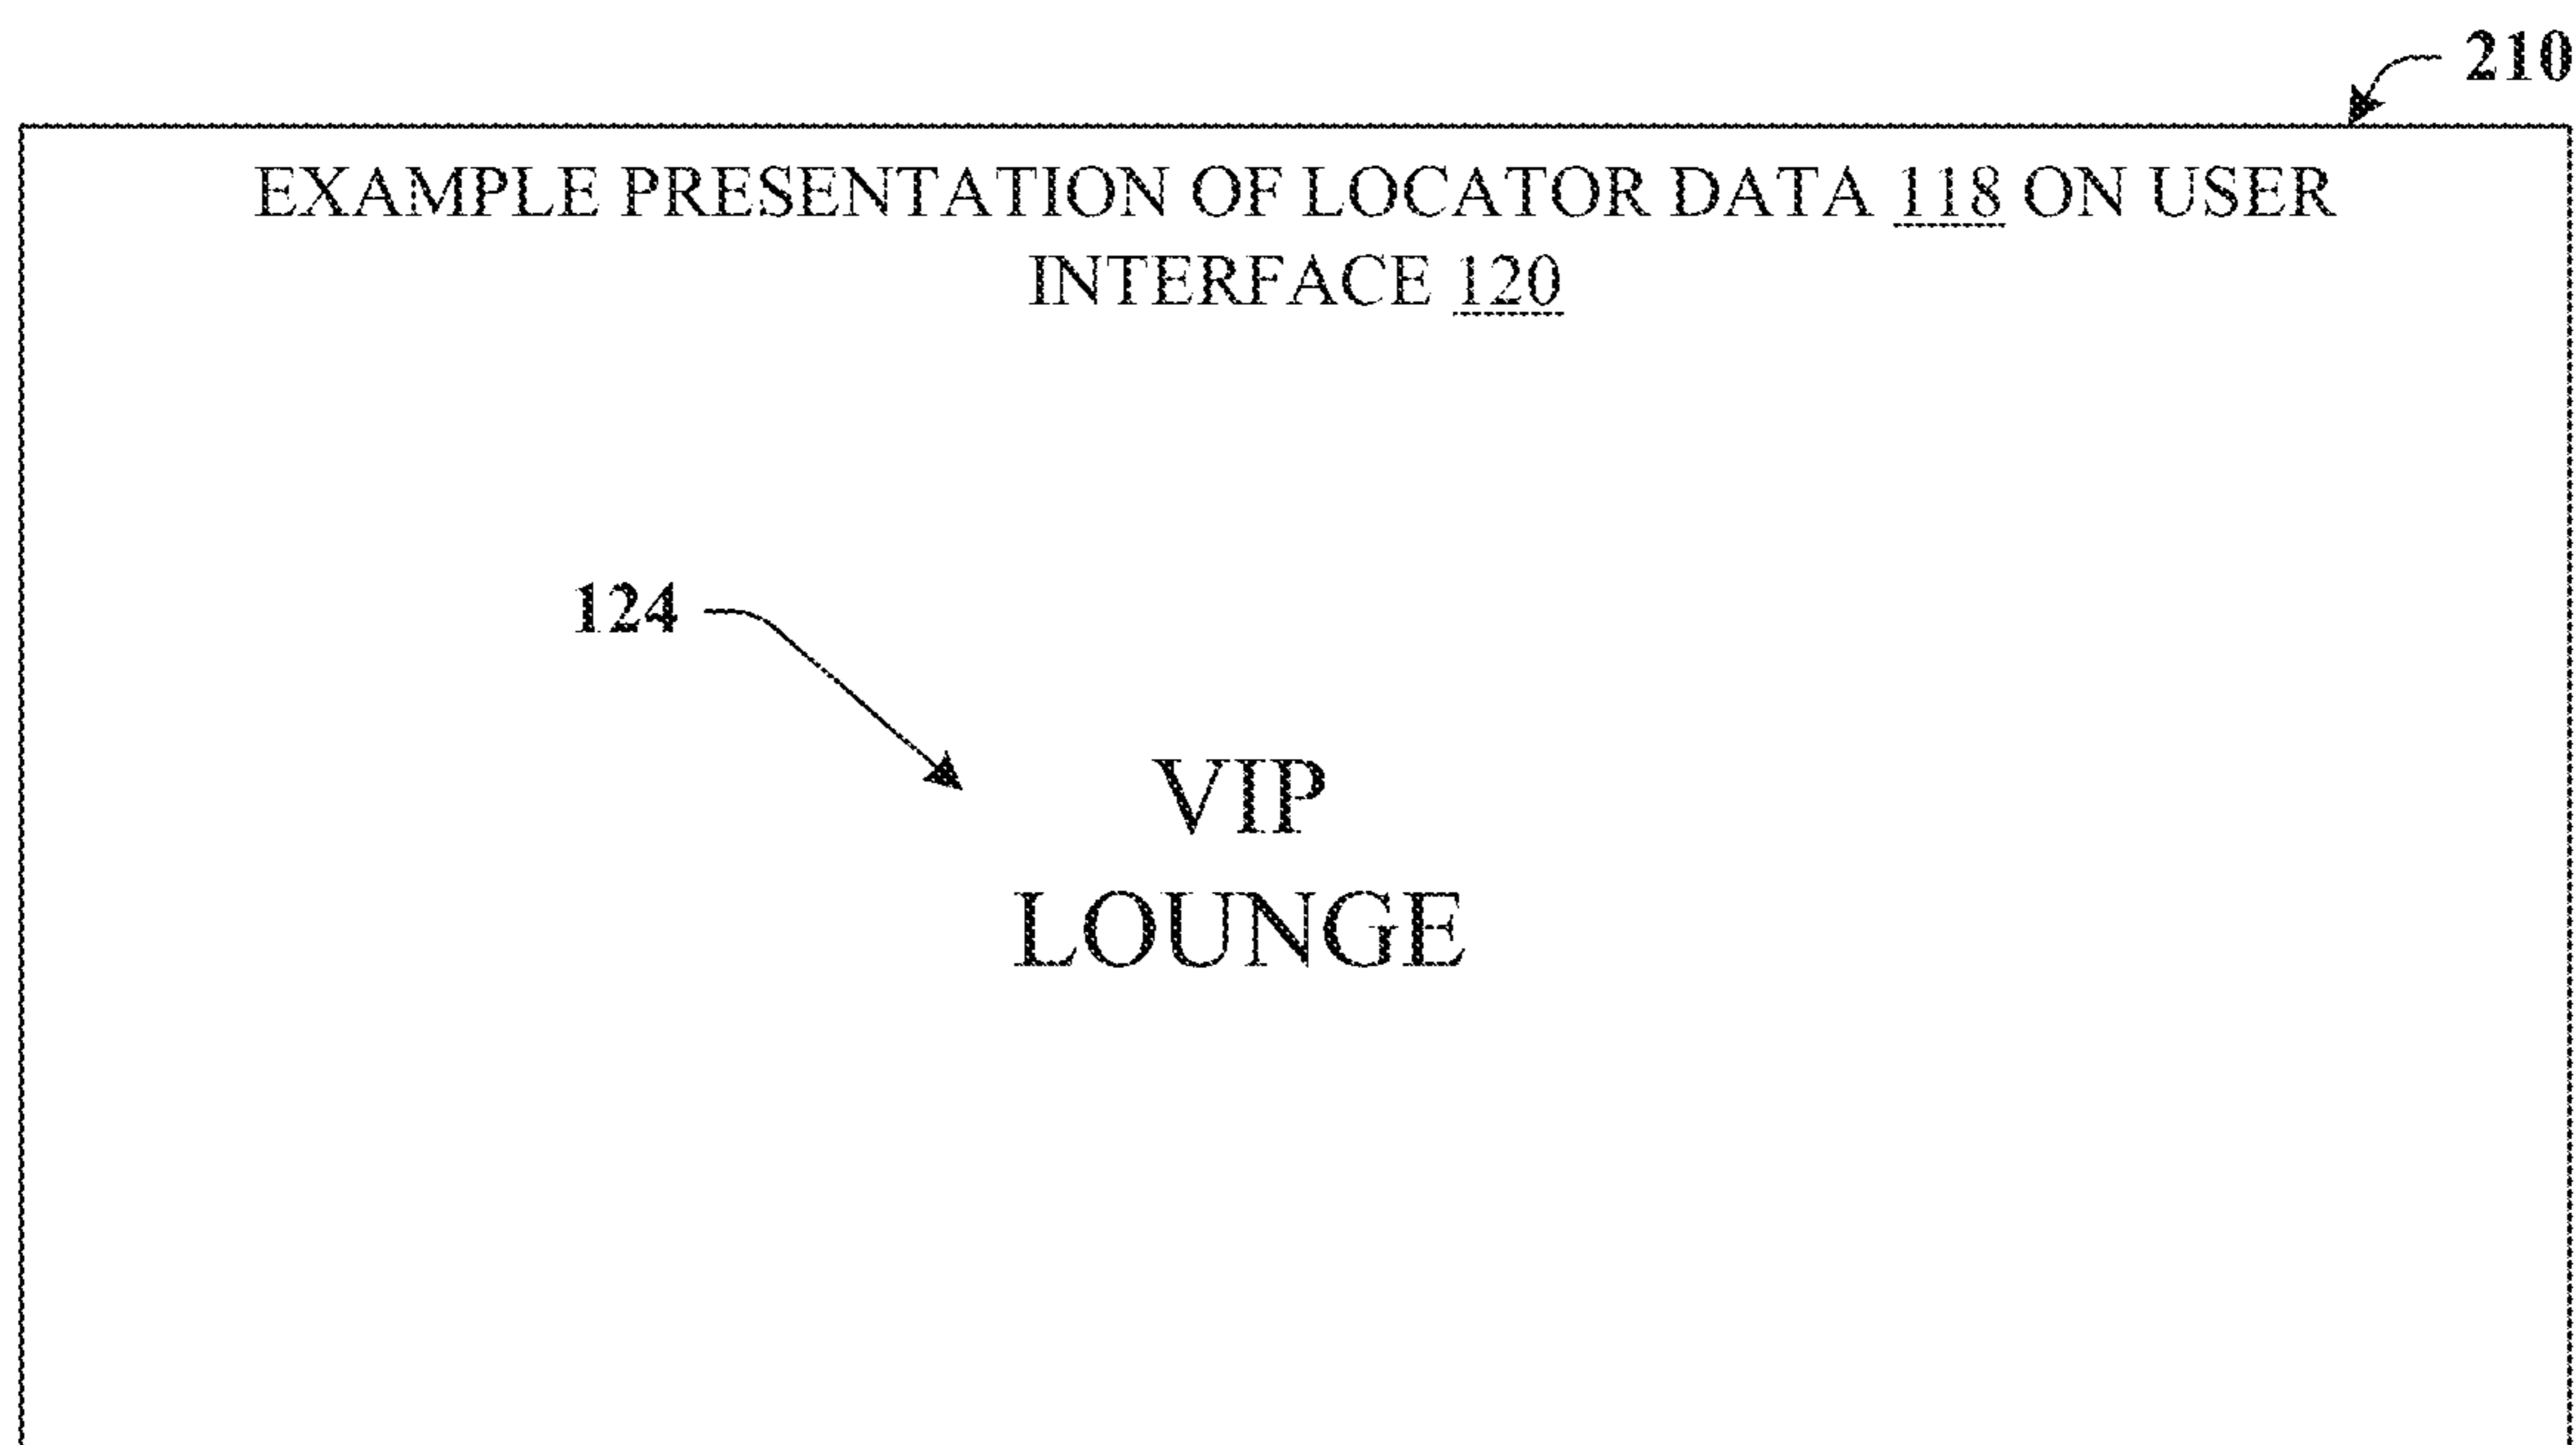 210
EXAMPLE PRESENTATION OF LOCATOR DATA 118 ON USER
INTERFACE 120
124
VIP
LOUNGE